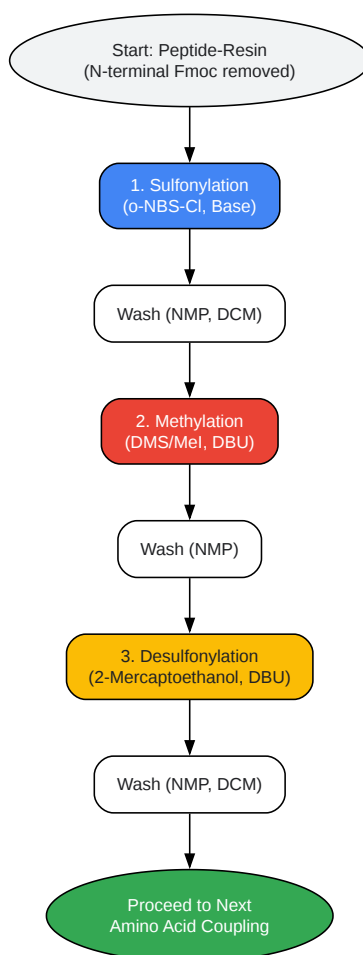 Start: Peptide-Resin
(N-terminal Fmoc removed)
1. Sulfonylation
(o-NBS-Cl, Base)
Wash (NMP, DCM)
2. Methylation
(DMS/MeI, DBU)
Wash (NMP)
3. Desulfonylation
(2-Mercaptoethanol, DBU)
Wash (NMP, DCM)
Proceed to Next
Amino Acid Coupling